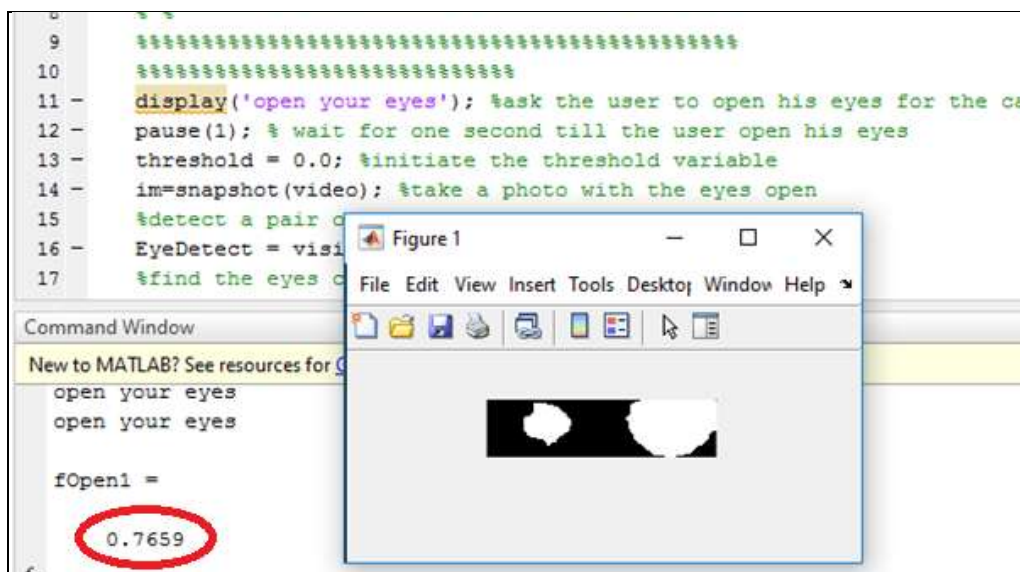 8 % %
9 %%%%%%%%%%%%%%%%%%%%%%%%%%%%%%%%%%%%%%%%%%%%%%
10 %%%%%%%%%%%%%%%%%%%%%%%%%%%%%
11 - display('open your eyes'); %ask the user to open his eyes for the ca
12 - pause(1); % wait for one second till the user open his eyes
13 - threshold = 0.0; %initiate the threshold variable
14 - im=snapshot(video); %take a photo with the eyes open
15 %detect a pair
16 - EyeDetect = visi
17 %find the eyes
Figure 1
File Edit View Insert Tools Desktop Window Help
Command Window
New to MATLAB? See resources for
open your eyes
open your eyes
fOpen1 =
0.7659